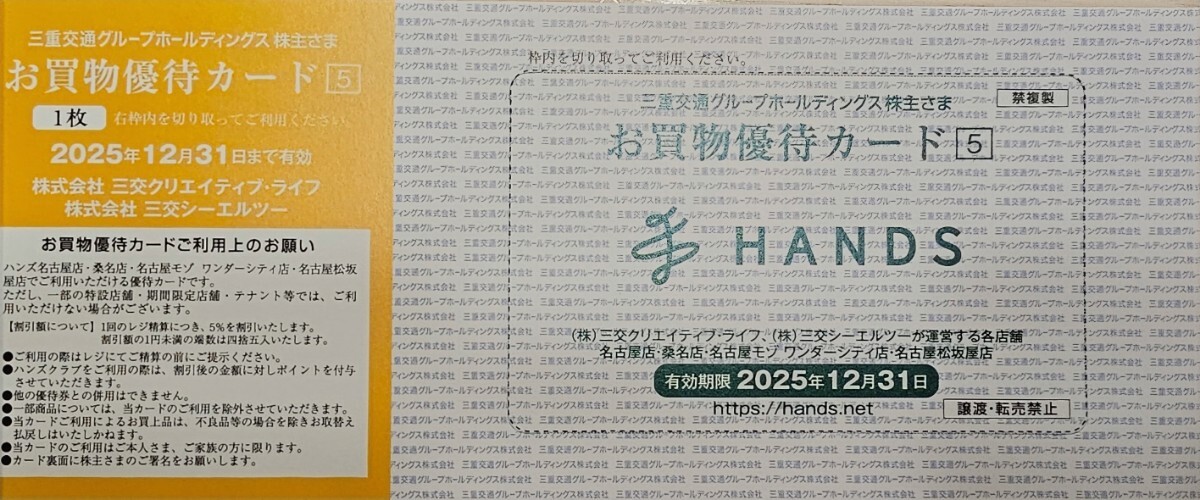 三重交通グループホールディングス 株主さま
お買物優待カード 5
1枚 右枠内を切り取ってご利用ください。
2025年12月31日まで有効
株式会社 三交クリエイティブ・ライフ
株式会社 三交シーエルツー
お買物優待カードご利用上のお願い
ハンズ名古屋店・桑名店・名古屋モゾ ワンダーシティ店・名古屋松坂
屋店でご利用いただける優待カードです。
ただし、一部の特設店舗・期間限定店舗・テナント等では、ご利
用いただけない場合がございます。
【割引額について】1回のレジ精算につき、5%を割引いたします。
割引額の1円未満の端数は四捨五入いたします。
●ご利用の際はレジにてご精算の前にご提示ください。
●ハンズクラブをご利用の際は、割引後の金額に対しポイントを付与
させていただきます。
●他の優待券との併用はできません。
●一部商品については、当カードのご利用を除外させていただきます。
●当カードご利用によるお買上品は、不良品等の場合を除きお取替え
払戻しはいたしかねます。
●当カードのご利用はご本人さま、ご家族の方に限ります。
●カード裏面に株主さまのご署名をお願いします。
枠内を切り取ってご利用ください。
三重交通グループホールディングス 株主さま
禁複製
お買物優待カード 5
HANDS
(株)三交クリエイティブ・ライフ、(株)三交シーエルツーが運営する各店舗
名古屋店・桑名店・名古屋モゾ ワンダーシティ店・名古屋松坂屋店
有効期限 2025年12月31日
https://hands.net
譲渡・転売禁止